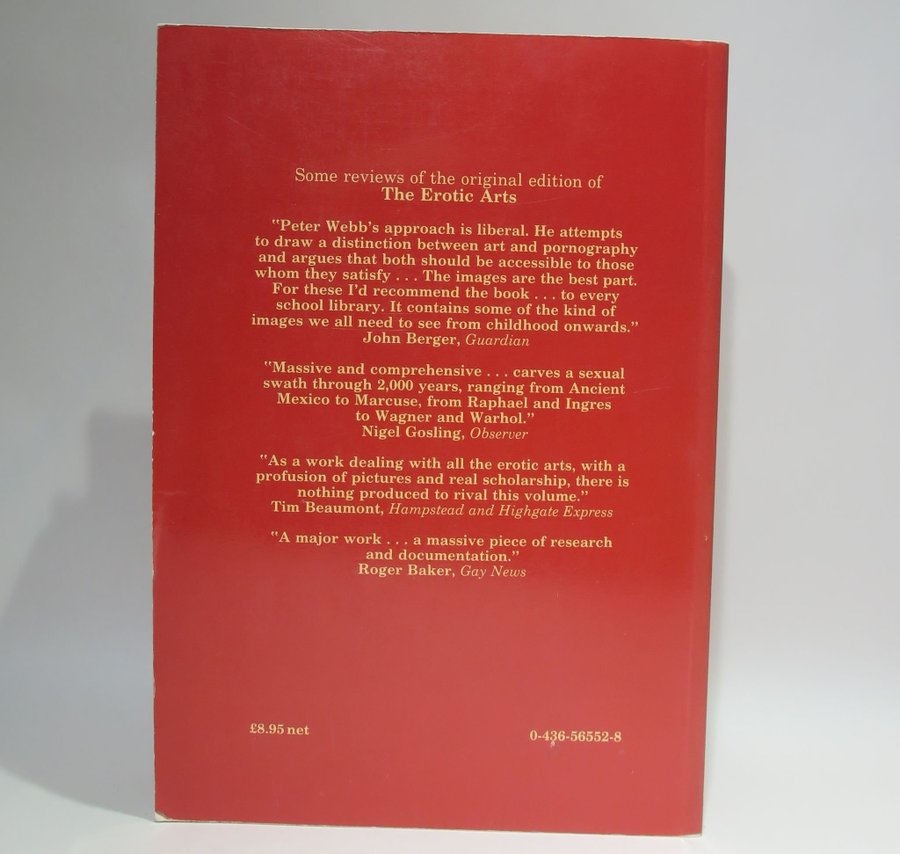 Some reviews of the original edition of
The Erotic Arts
"Peter Webb's approach is liberal. He attempts
to draw a distinction between art and pornography
and argues that both should be accessible to those
whom they satisfy . . . The images are the best part.
For these I'd recommend the book . . . to every
school library. It contains some of the kind of
images we all need to see from childhood onwards."
John Berger, Guardian
"Massive and comprehensive . . . carves a sexual
swath through 2,000 years, ranging from Ancient
Mexico to Marcuse, from Raphael and Ingres
to Wagner and Warhol."
Nigel Gosling, Observer
"As a work dealing with all the erotic arts, with a
profusion of pictures and real scholarship, there is
nothing produced to rival this volume."
Tim Beaumont, Hampstead and Highgate Express
"A major work . . . a massive piece of research
and documentation."
Roger Baker, Gay News
£8.95 net
0-436-56552-8